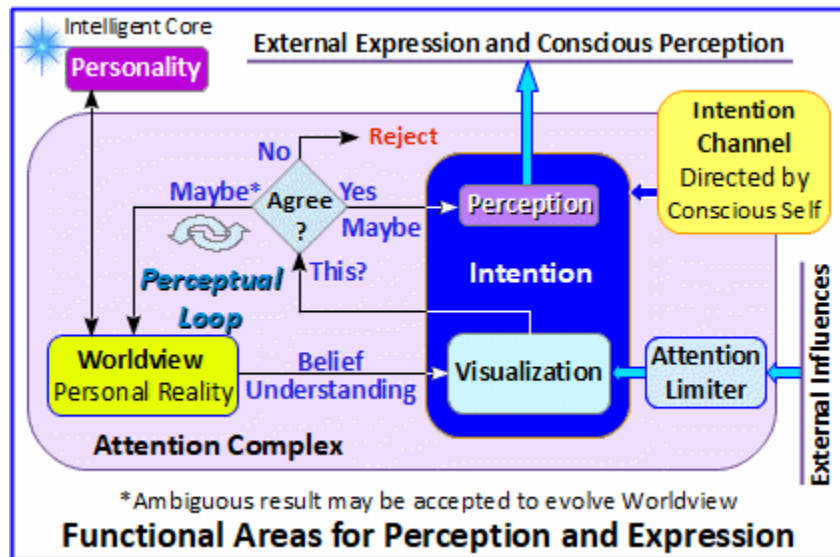 Intelligent Core
Personality
External Expression and Conscious Perception
Intention
Channel
Directed by
Conscious Self
No
Reject
Maybe*
Agree
?
Yes
Maybe
Perception
This?
Perceptual
Loop
Intention
Worldview
Personal Reality
Belief
Understanding
Visualization
Attention
Limiter
External Influences
Attention Complex
*Ambiguous result may be accepted to evolve Worldview
Functional Areas for Perception and Expression